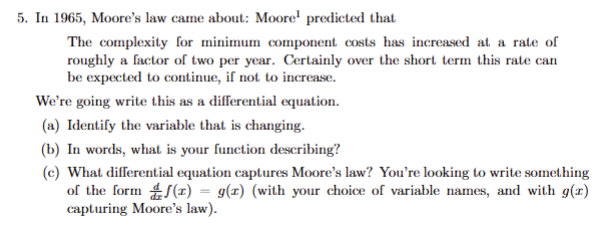 5. In 1965, Moore's law came about: Moore¹ predicted that
The complexity for minimum component costs has increased at a rate of
roughly a factor of two per year. Certainly over the short term this rate can
be expected to continue, if not to increase.
We're going write this as a differential equation.
(a) Identify the variable that is changing.
(b) In words, what is your function describing?
(c) What differential equation captures Moore's law? You're looking to write something
of the form d/dx f(x) = g(x) (with your choice of variable names, and with g(x)
capturing Moore's law).